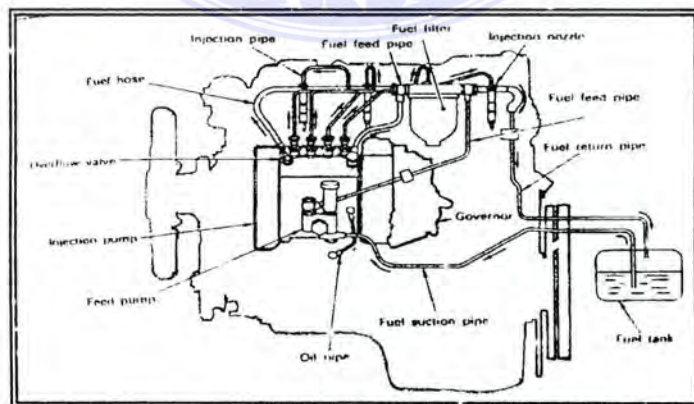 Injection pipe
Fuel feed pipe
Fuel filter
Injection nozzle
Fuel hose
Fuel feed pipe
Overflow valve
Fuel return pipe
Injection pump
Governor
Feed pump
Fuel suction pipe
Oil pipe
Fuel tank